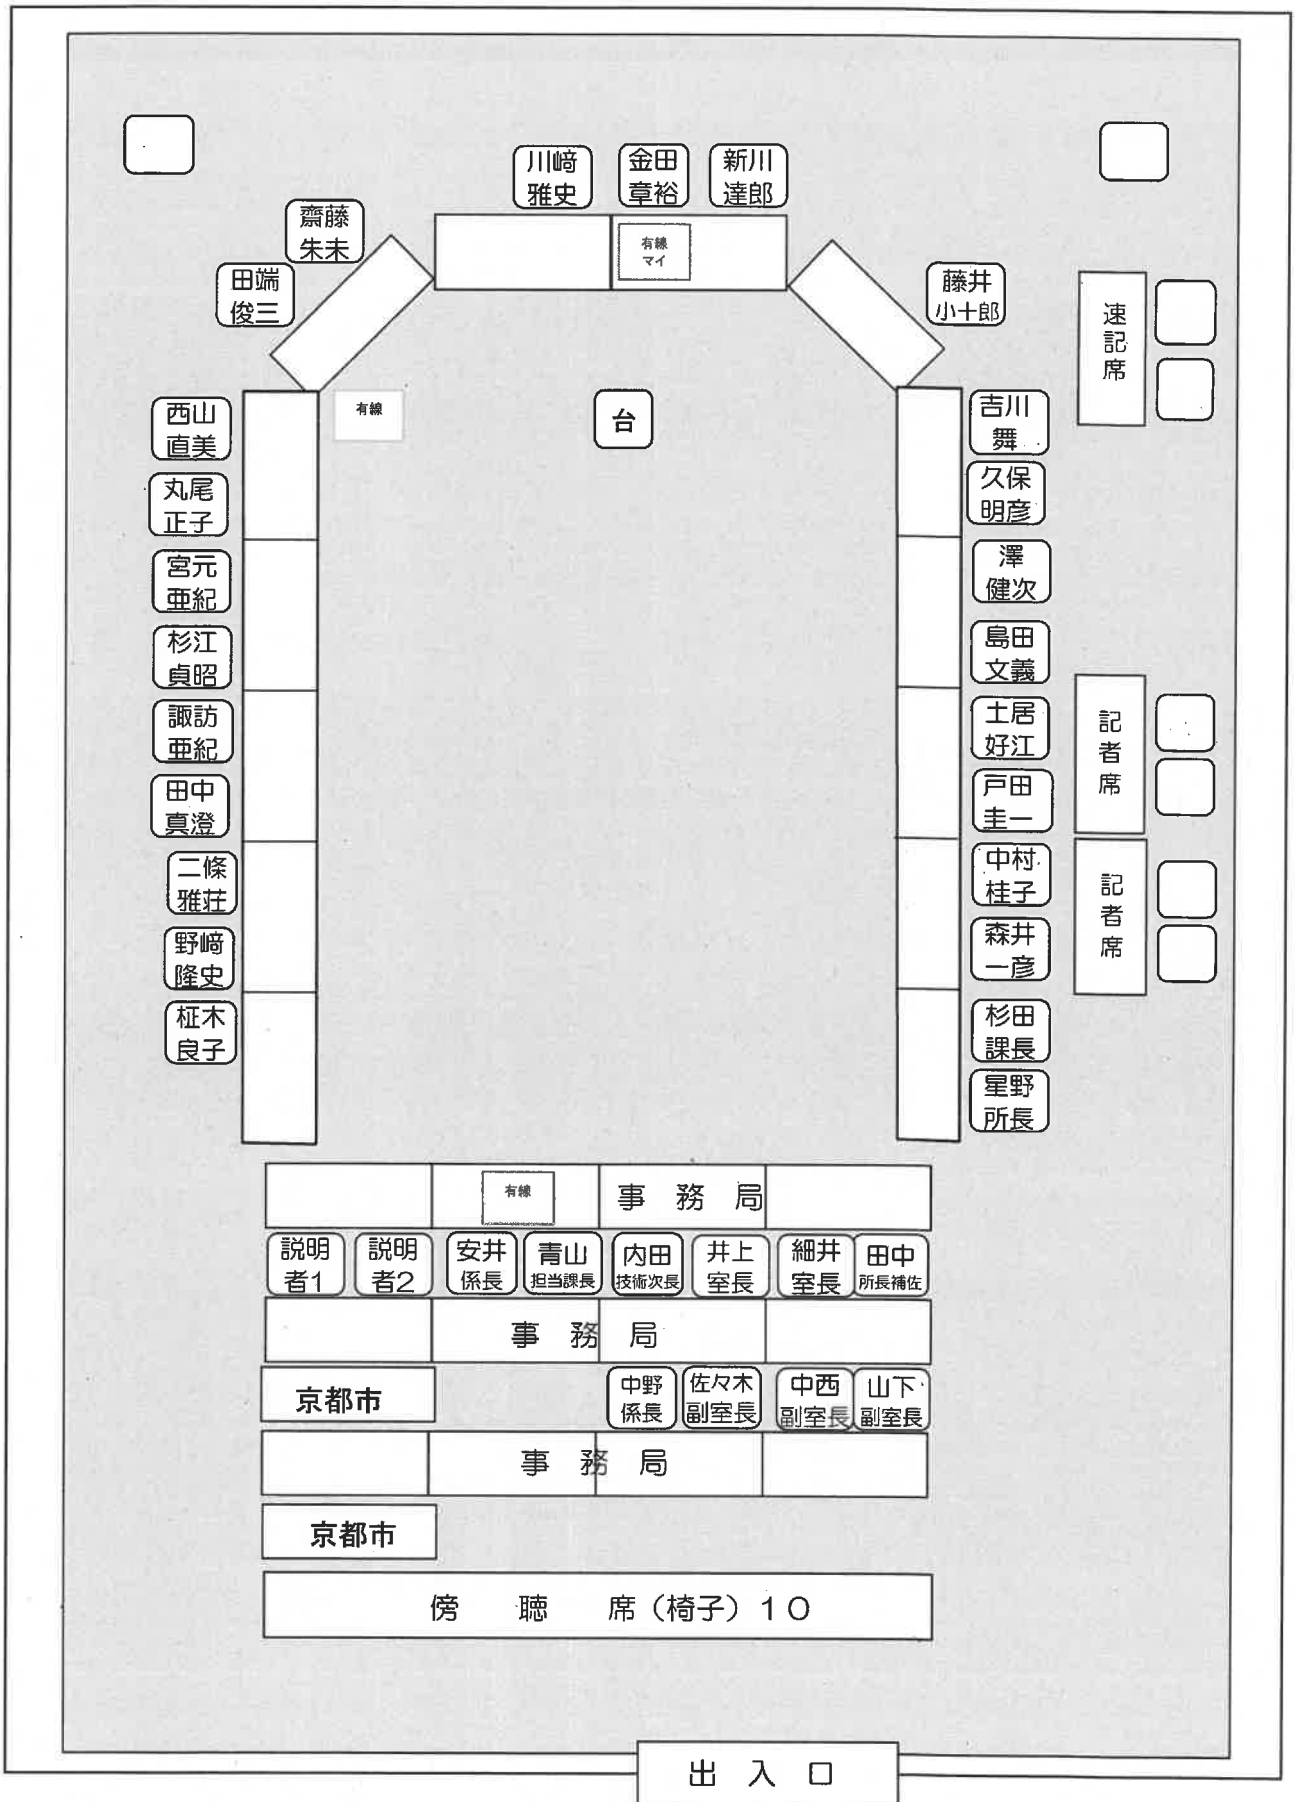 川﨑
雅史
金田
章裕
新川
達郎
有線
マイ
齋藤
朱未
田端
俊三
藤井
小十郎
速記席
有線
台
西山
直美
丸尾
正子
宮元
亜紀
杉江
貞昭
諏訪
亜紀
田中
真澄
二條
雅荘
野﨑
隆史
柾木
良子
吉川
舞
久保
明彦
澤
健次
島田
文義
土居
好江
戸田
圭一
中村
桂子
森井
一彦
杉田
課長
星野
所長
記者席
記者席
有線
事務局
説明
者1
説明
者2
安井
係長
青山
担当課長
内田
技術次長
井上
室長
細井
室長
田中
所長補佐
事務局
京都市
中野
係長
佐々木
副室長
中西
副室長
山下
副室長
事務局
京都市
傍聴席(椅子)10
出入口